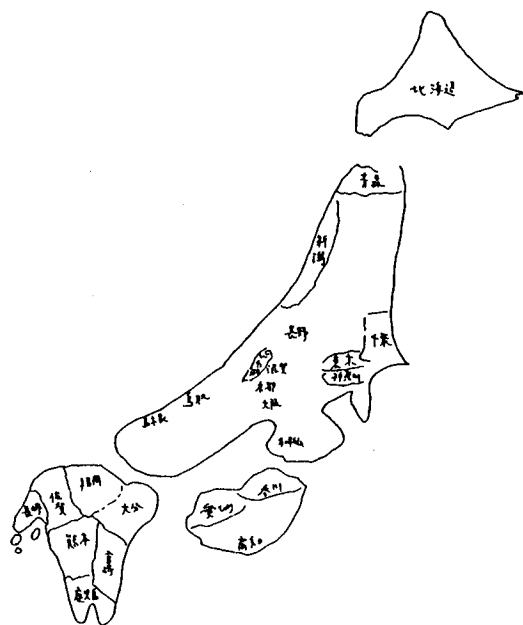 北海道
青森
新潟
長野
千葉
東京
神奈川
滋賀
京都
大阪
鳥取
島根
和歌山
福岡
佐賀
長崎
大分
熊本
宮崎
鹿児島
香川
愛媛
高知